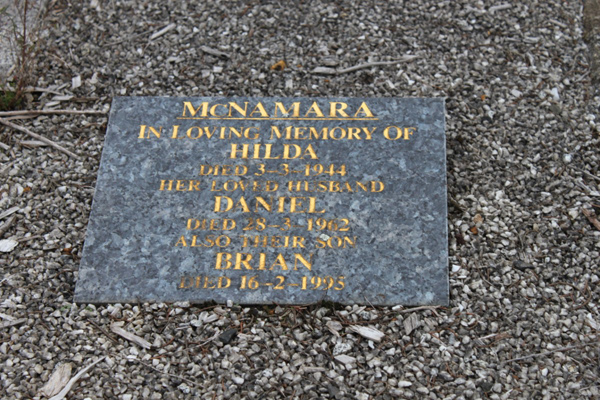 McNAMARA
IN LOVING MEMORY OF
HILDA
DIED 3-3-1944
HER LOVED HUSBAND
DANIEL
DIED 28-3-1962
ALSO THEIR SON
BRIAN
DIED 16-2-1995